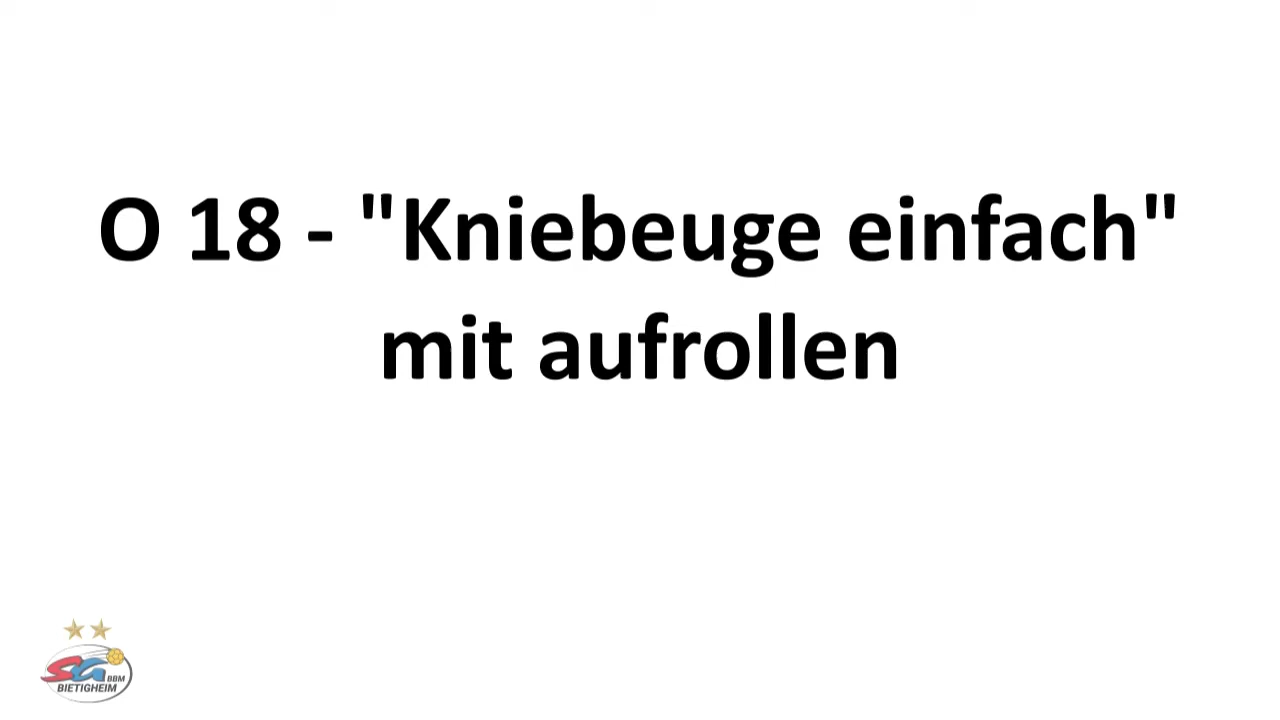 O 18 - "Kniebeuge einfach"
mit aufrollen
SG
BBM
BIETIGHEIM